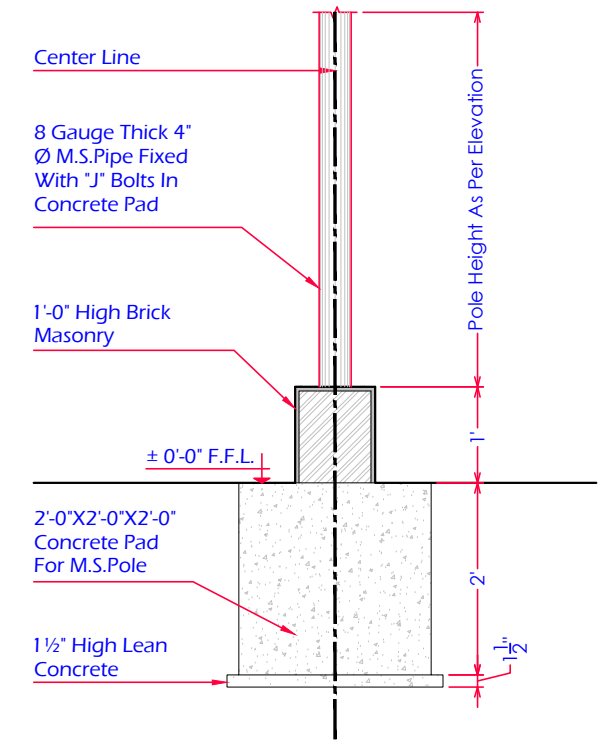 Center Line
8 Gauge Thick 4"
Ø M.S.Pipe Fixed
With "J" Bolts In
Concrete Pad
1'-0" High Brick
Masonry
± 0'-0" F.F.L.
2'-0"X2'-0"X2'-0"
Concrete Pad
For M.S.Pole
1½" High Lean
Concrete
Pole Height As Per Elevation
1'
2'
1½"